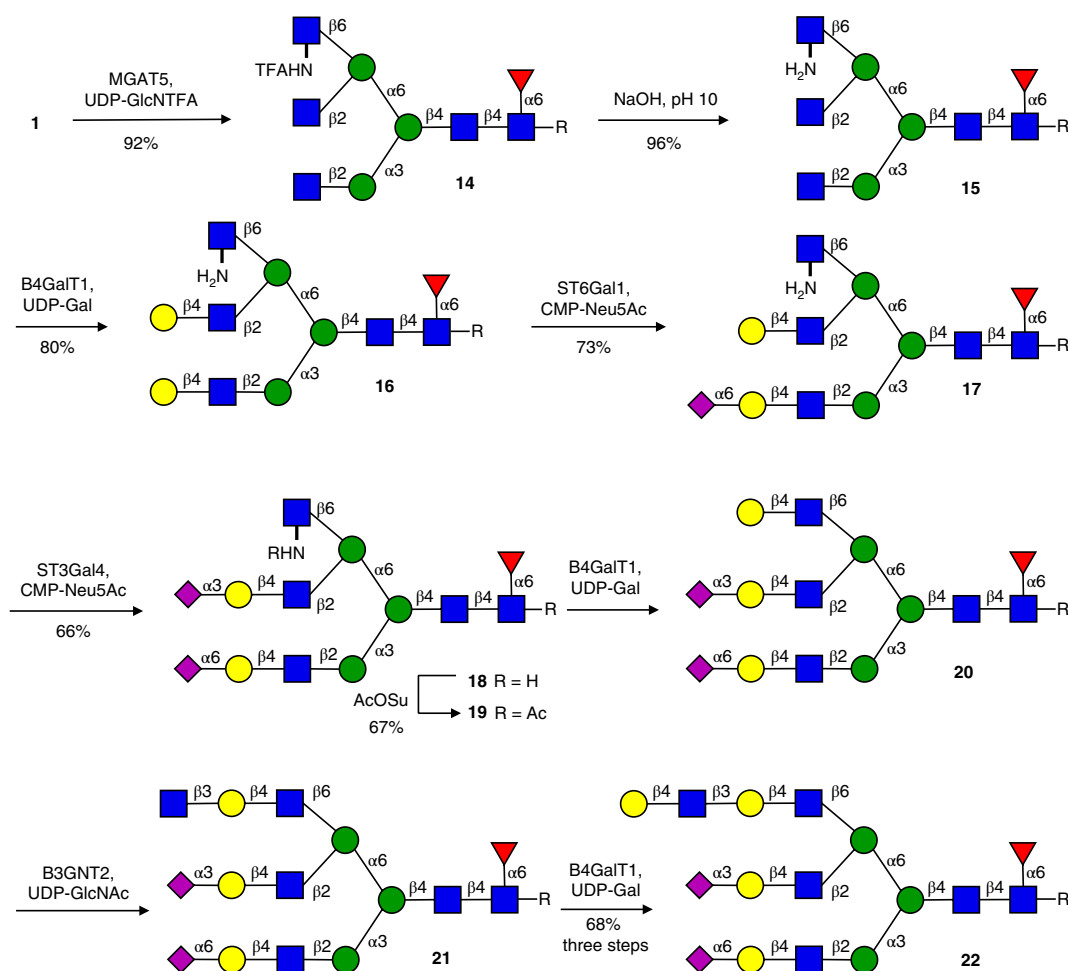 1
MGAT5,
UDP-GlcNTFA
92%
β6
TFAHN
β2
α6
α6
β4
β4
R
β2
α3
14
NaOH, pH 10
96%
β6
H2N
β2
α6
α6
β4
β4
R
β2
α3
15
B4GalT1,
UDP-Gal
80%
β6
H2N
β4
β2
α6
α6
β4
β4
R
β4
β2
α3
16
ST6Gal1,
CMP-Neu5Ac
73%
β6
H2N
β4
β2
α6
α6
β4
β4
R
α6
β4
β2
α3
17
ST3Gal4,
CMP-Neu5Ac
66%
β6
RHN
α3
β4
β2
α6
α6
β4
β4
R
α6
β4
β2
α3
AcOSu
67%
18 R = H
19 R = Ac
B4GalT1,
UDP-Gal
β4
β6
α3
β4
β2
α6
α6
β4
β4
R
α6
β4
β2
α3
20
B3GNT2,
UDP-GlcNAc
β3
β4
β6
α3
β4
β2
α6
α6
β4
β4
R
α6
β4
β2
α3
21
B4GalT1,
UDP-Gal
68%
three steps
β4
β3
β4
β6
α3
β4
β2
α6
α6
β4
β4
R
α6
β4
β2
α3
22